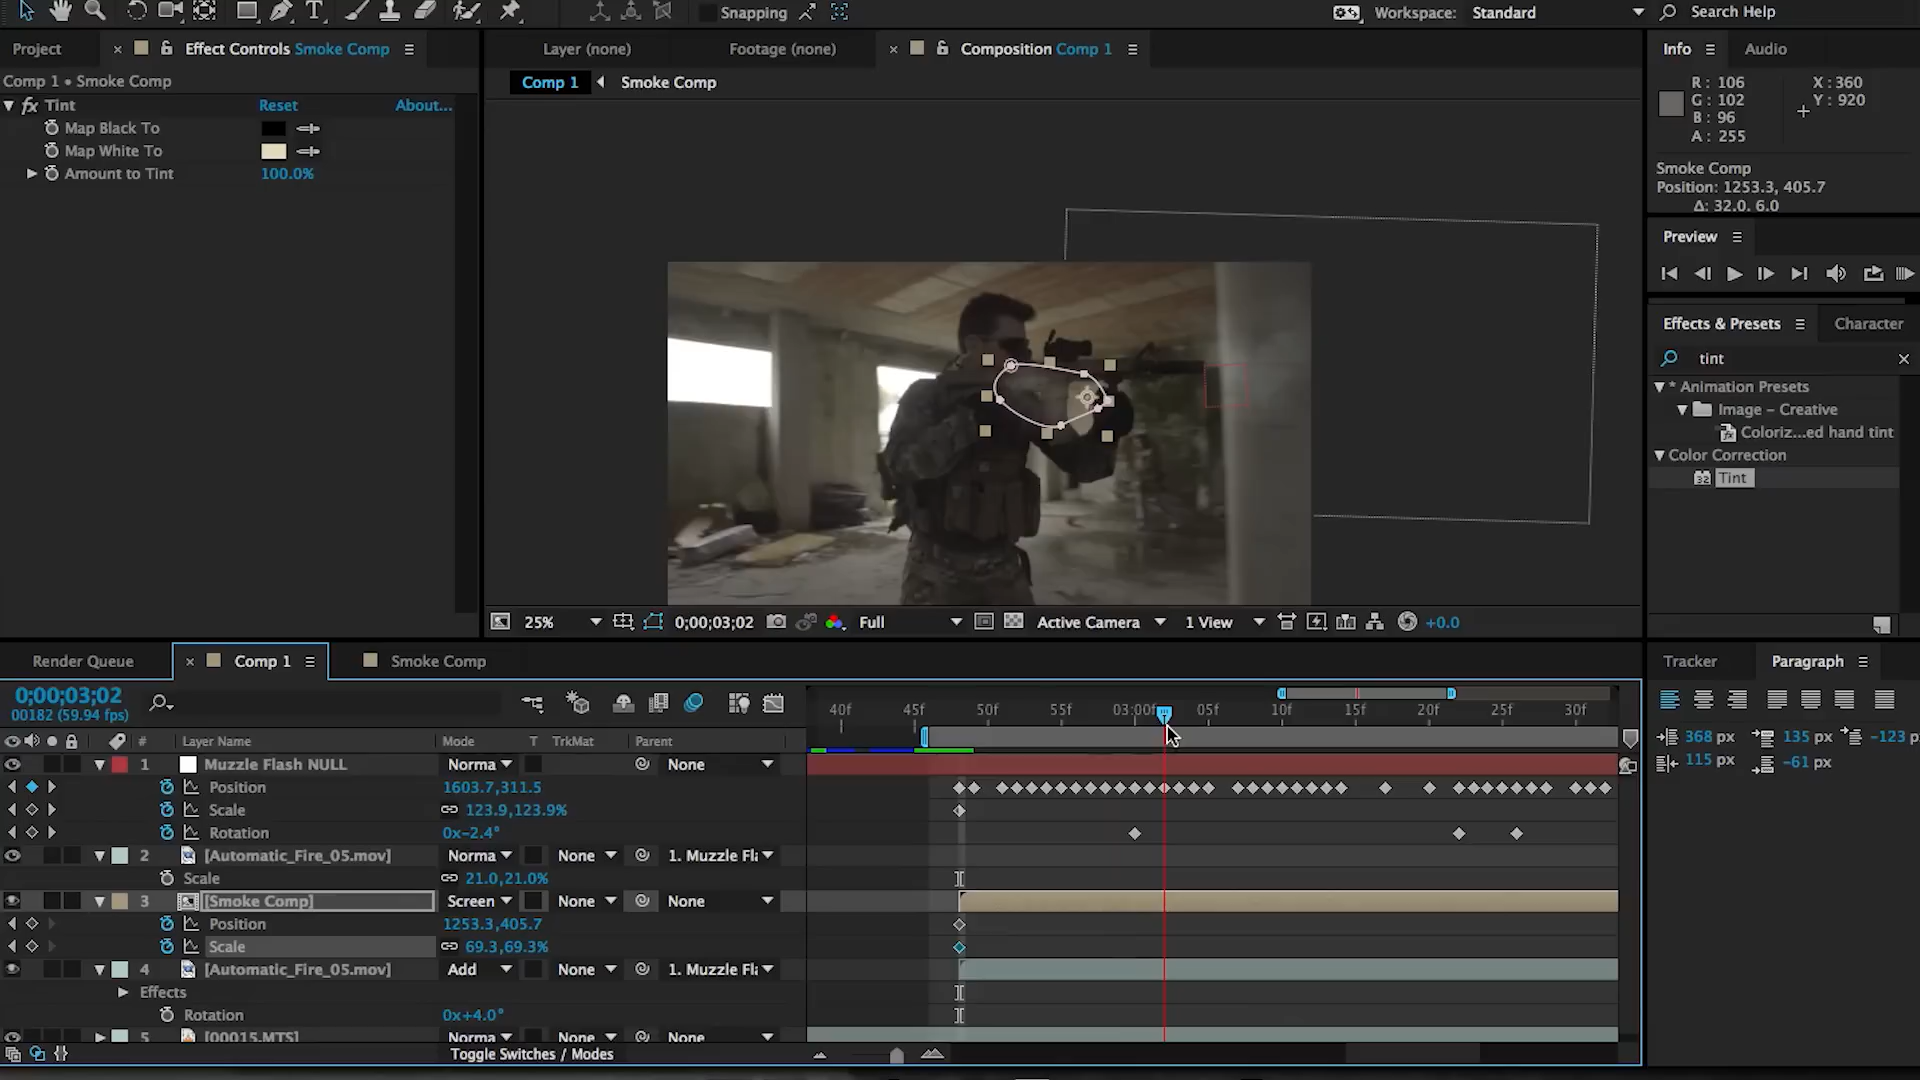 T
Snapping
Workspace: Standard
Search Help
Project
× Effect Controls Smoke Comp
Layer (none)
Footage (none)
× Composition Comp 1
Info
Audio
Comp 1 • Smoke Comp
Comp 1
Smoke Comp
R : 106
G : 102
B : 96
A : 255
X : 360
Y : 920
fx Tint
Reset
About...
Map Black To
Map White To
Amount to Tint
100.0%
Smoke Comp
Position: 1253.3, 405.7
Δ: 32.0, 6.0
Preview
Effects & Presets
Character
tint
* Animation Presets
Image – Creative
Coloriz...ed hand tint
Color Correction
32 Tint
25%
0;00;03;02
Full
Active Camera
1 View
+0.0
Render Queue
× Comp 1
Smoke Comp
Tracker
Paragraph
0;00;03;02
00182 (59.94 fps)
40f
45f
50f
55f
03:00f
05f
10f
15f
20f
25f
30f
368 px
135 px
-123 p
115 px
-61 px
#
Layer Name
Mode
T
TrkMat
Parent
1
Muzzle Flash NULL
Norma
None
Position
1603.7,311.5
Scale
123.9,123.9%
Rotation
0x-2.4°
2
[Automatic_Fire_05.mov]
Norma
None
1. Muzzle Fl
Scale
21.0,21.0%
3
[Smoke Comp]
Screen
None
None
Position
1253.3,405.7
Scale
69.3,69.3%
4
[Automatic_Fire_05.mov]
Add
None
1. Muzzle Fl
Effects
Rotation
0x+4.0°
5
[00015.MTS]
Norma
None
None
Toggle Switches / Modes